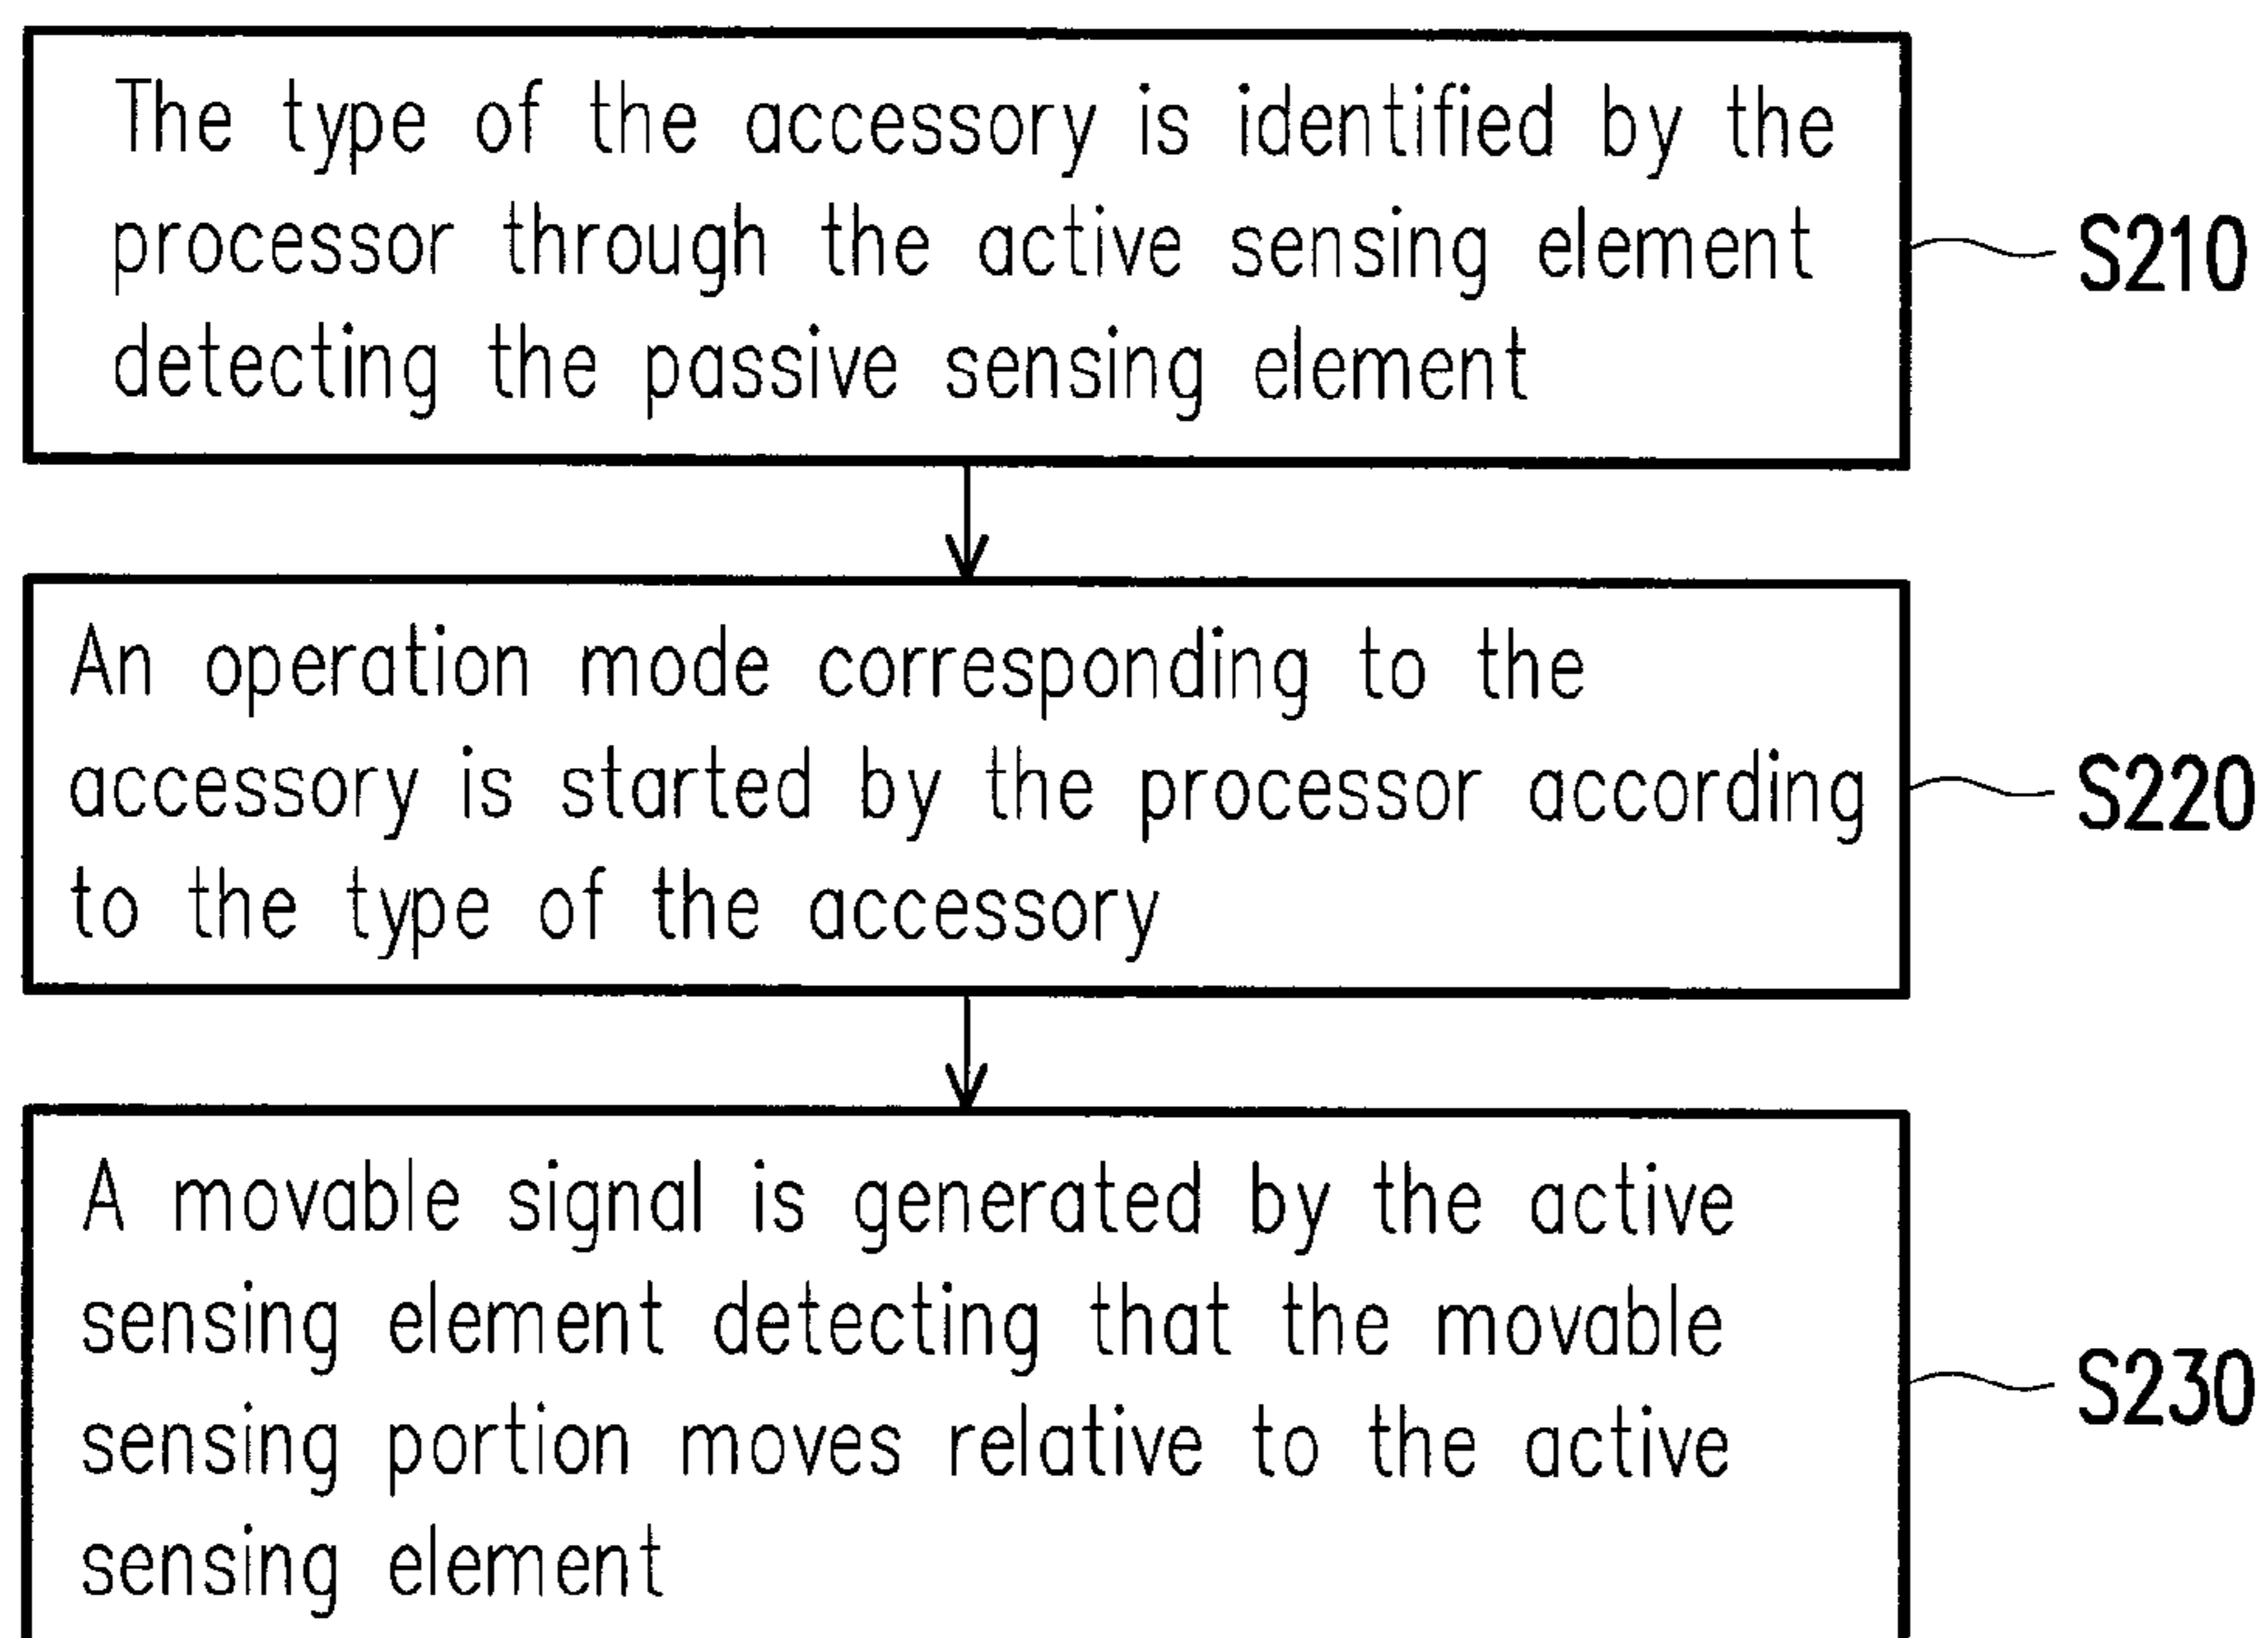 The type of the accessory is identified by the
processor through the active sensing element
detecting the passive sensing element
S210
An operation mode corresponding to the
accessory is started by the processor according
to the type of the accessory
S220
A movable signal is generated by the active
sensing element detecting that the movable
sensing portion moves relative to the active
sensing element
S230